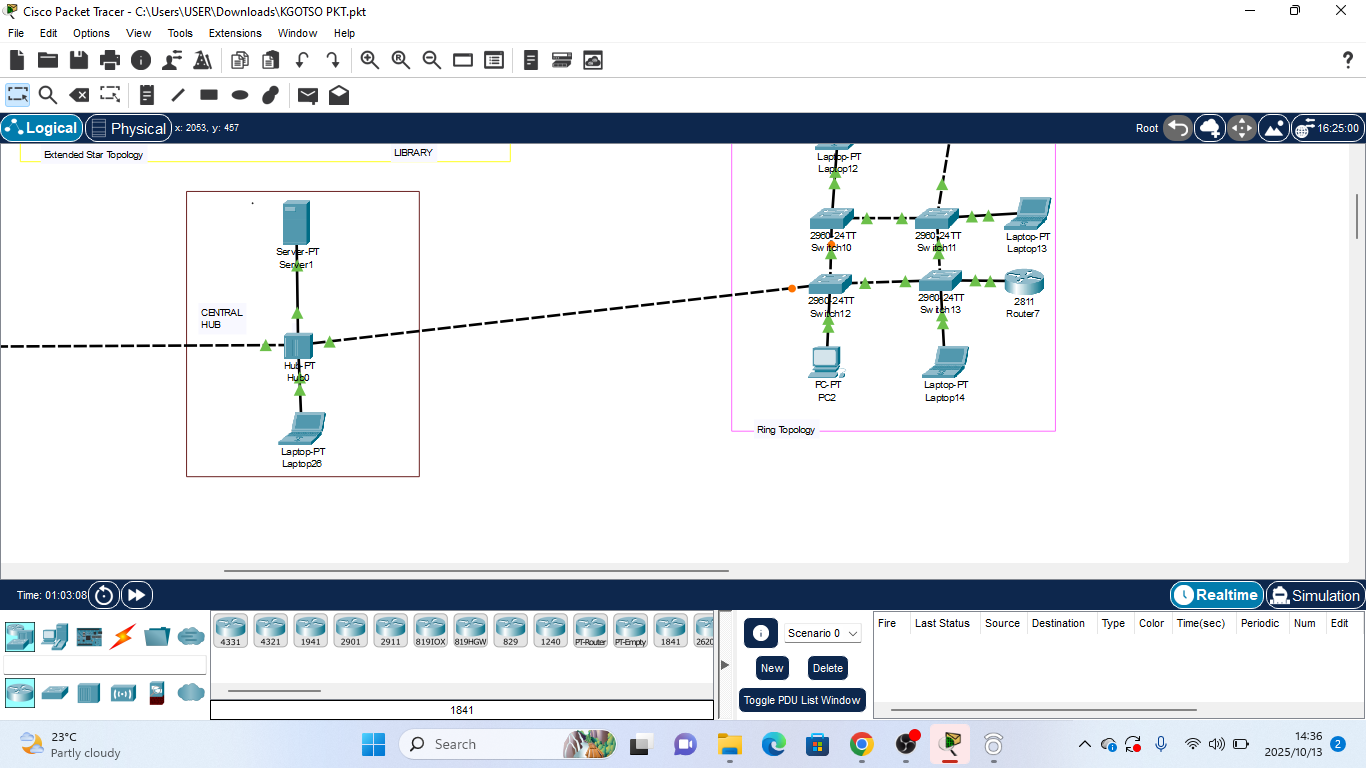 Cisco Packet Tracer - C:\Users\USER\Downloads\KGOTSO PKT.pkt
File Edit Options View Tools Extensions Window Help
Logical Physical x: 2053, y: 457 Root 16:25:00
Extended Star Topology
LIBRARY
Server-PT
Server1
CENTRAL
HUB
Hub-PT
Hub0
Laptop-PT
Laptop26
Laptop-PT
Laptop12
2960-24TT
Switch10
2960-24TT
Switch11
Laptop-PT
Laptop13
2960-24TT
Switch12
2960-24TT
Switch13
2811
Router7
PC-PT
PC2
Laptop-PT
Laptop14
Ring Topology
Time: 01:03:08 Realtime Simulation
4331 4321 1941 2901 2911 819IOX 819HGW 829 1240 PT-Router PT-Empty 1841 2620
1841
Scenario 0
New Delete
Toggle PDU List Window
Fire Last Status Source Destination Type Color Time(sec) Periodic Num Edit
23°C
Partly cloudy
Search
14:36
2025/10/13
2